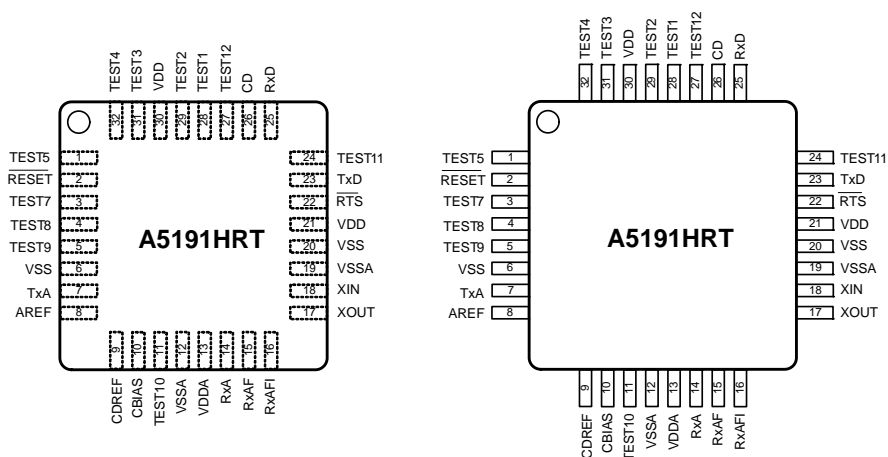 TEST4
TEST3
VDD
TEST2
TEST1
TEST12
CD
RxD
32
31
30
29
28
27
26
25
TEST5 1
RESET 2
TEST7 3
TEST8 4
TEST9 5
VSS 6
TxA 7
AREF 8
A5191HRT
24 TEST11
23 TxD
22 RTS
21 VDD
20 VSS
19 VSSA
18 XIN
17 XOUT
9
10
11
12
13
14
15
16
CDREF
CBIAS
TEST10
VSSA
VDDA
RxA
RxAF
RxAFI
TEST4
TEST3
VDD
TEST2
TEST1
TEST12
CD
RxD
32
31
30
29
28
27
26
25
TEST5 1
RESET 2
TEST7 3
TEST8 4
TEST9 5
VSS 6
TxA 7
AREF 8
A5191HRT
24 TEST11
23 TxD
22 RTS
21 VDD
20 VSS
19 VSSA
18 XIN
17 XOUT
9
10
11
12
13
14
15
16
CDREF
CBIAS
TEST10
VSSA
VDDA
RxA
RxAF
RxAFI